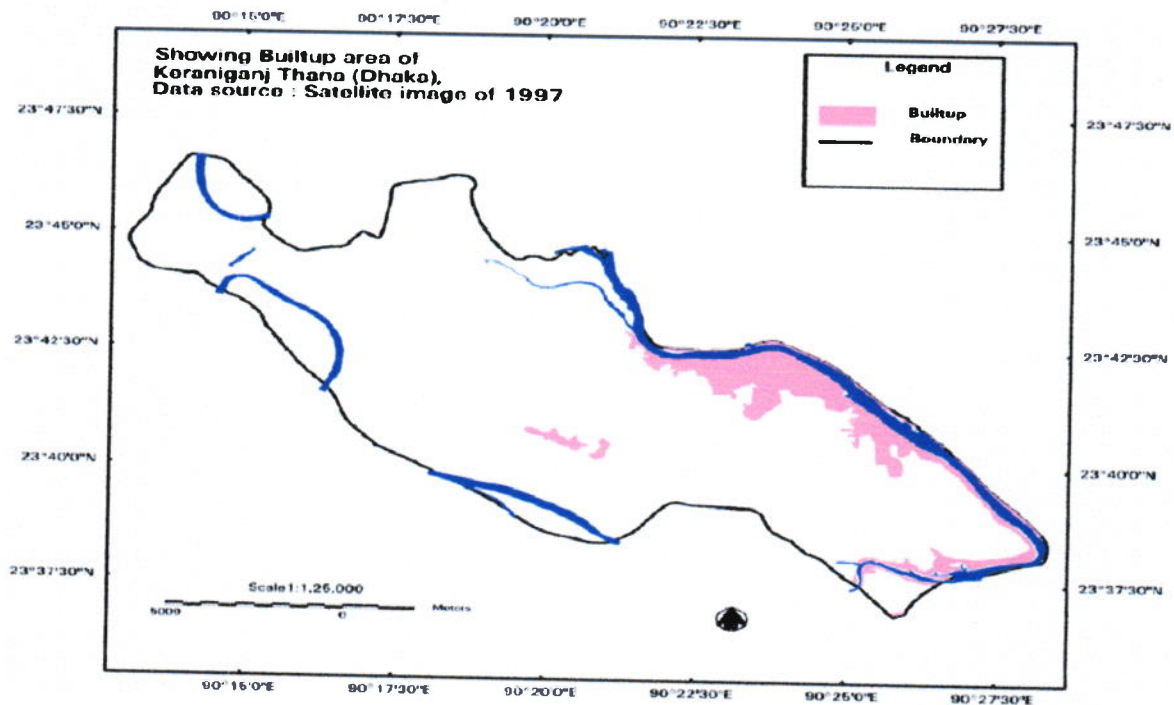 90°15'0"E 90°17'30"E 90°20'0"E 90°22'30"E 90°25'0"E 90°27'30"E
Showing Builtup area of
Keraniganj Thana (Dhaka),
Data source : Satellite image of 1997
Legend
Builtup
Boundary
23°47'30"N 23°47'30"N
23°45'0"N 23°45'0"N
23°42'30"N 23°42'30"N
23°40'0"N 23°40'0"N
23°37'30"N 23°37'30"N
Scale 1:1,25,000
5000 0 Meters
90°15'0"E 90°17'30"E 90°20'0"E 90°22'30"E 90°25'0"E 90°27'30"E